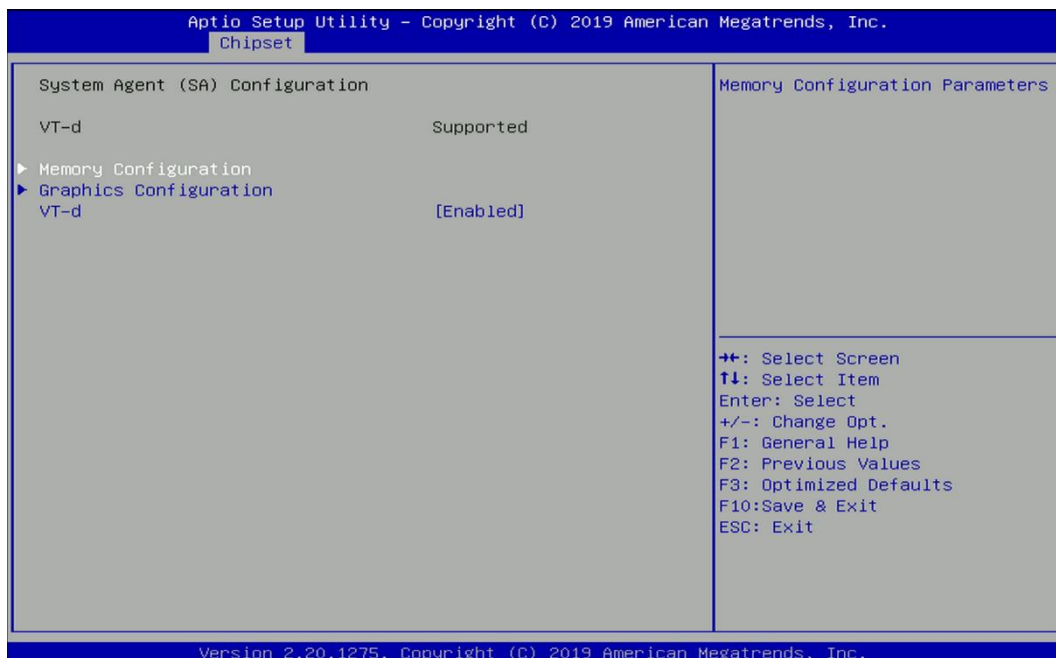 Aptio Setup Utility – Copyright (C) 2019 American Megatrends, Inc.
Chipset
System Agent (SA) Configuration
VT-d Supported
Memory Configuration
Graphics Configuration
VT-d [Enabled]
Memory Configuration Parameters
→←: Select Screen
↑↓: Select Item
Enter: Select
+/-: Change Opt.
F1: General Help
F2: Previous Values
F3: Optimized Defaults
F10:Save & Exit
ESC: Exit
Version 2.20.1275. Copyright (C) 2019 American Megatrends, Inc.